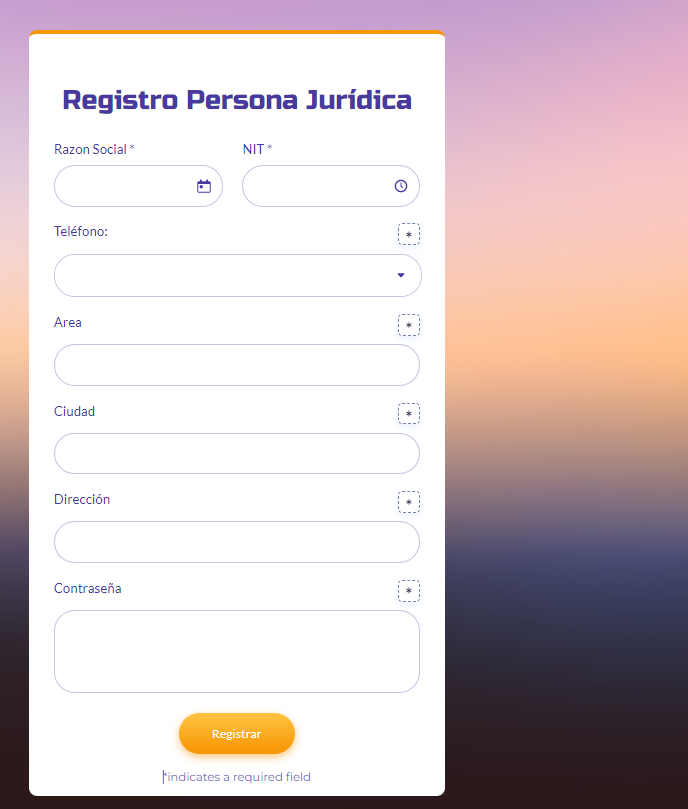 Registro Persona Jurídica
Razon Social * NIT *
Teléfono: *
Area *
Ciudad *
Dirección *
Contraseña *
Registrar
*indicates a required field